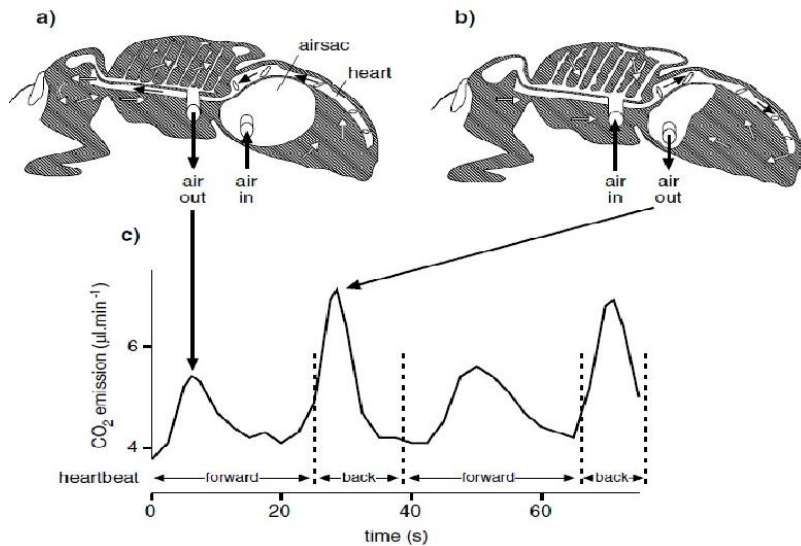 a)
b)
airsac
heart
air
out
air
in
air
in
air
out
c)
CO₂ emission (µl.min⁻¹)
6
4
heartbeat
forward
back
forward
back
0
20
40
60
time (s)